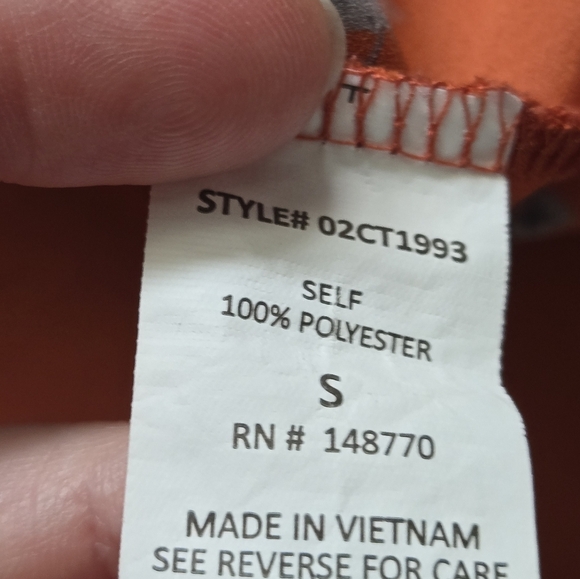 STYLE# 02CT1993
SELF
100% POLYESTER
S
RN # 148770
MADE IN VIETNAM
SEE REVERSE FOR CARE